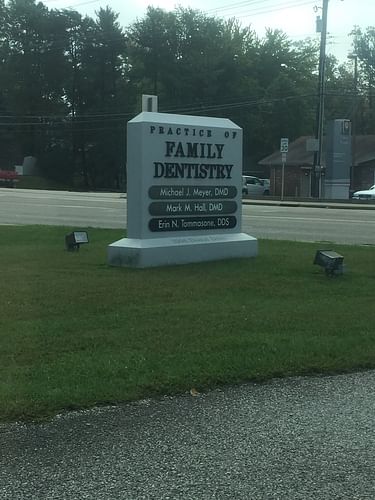 PRACTICE OF
FAMILY
DENTISTRY
Michael J. Meyer, DMD
Mark M. Hall, DMD
Erin N. Tommasone, DDS